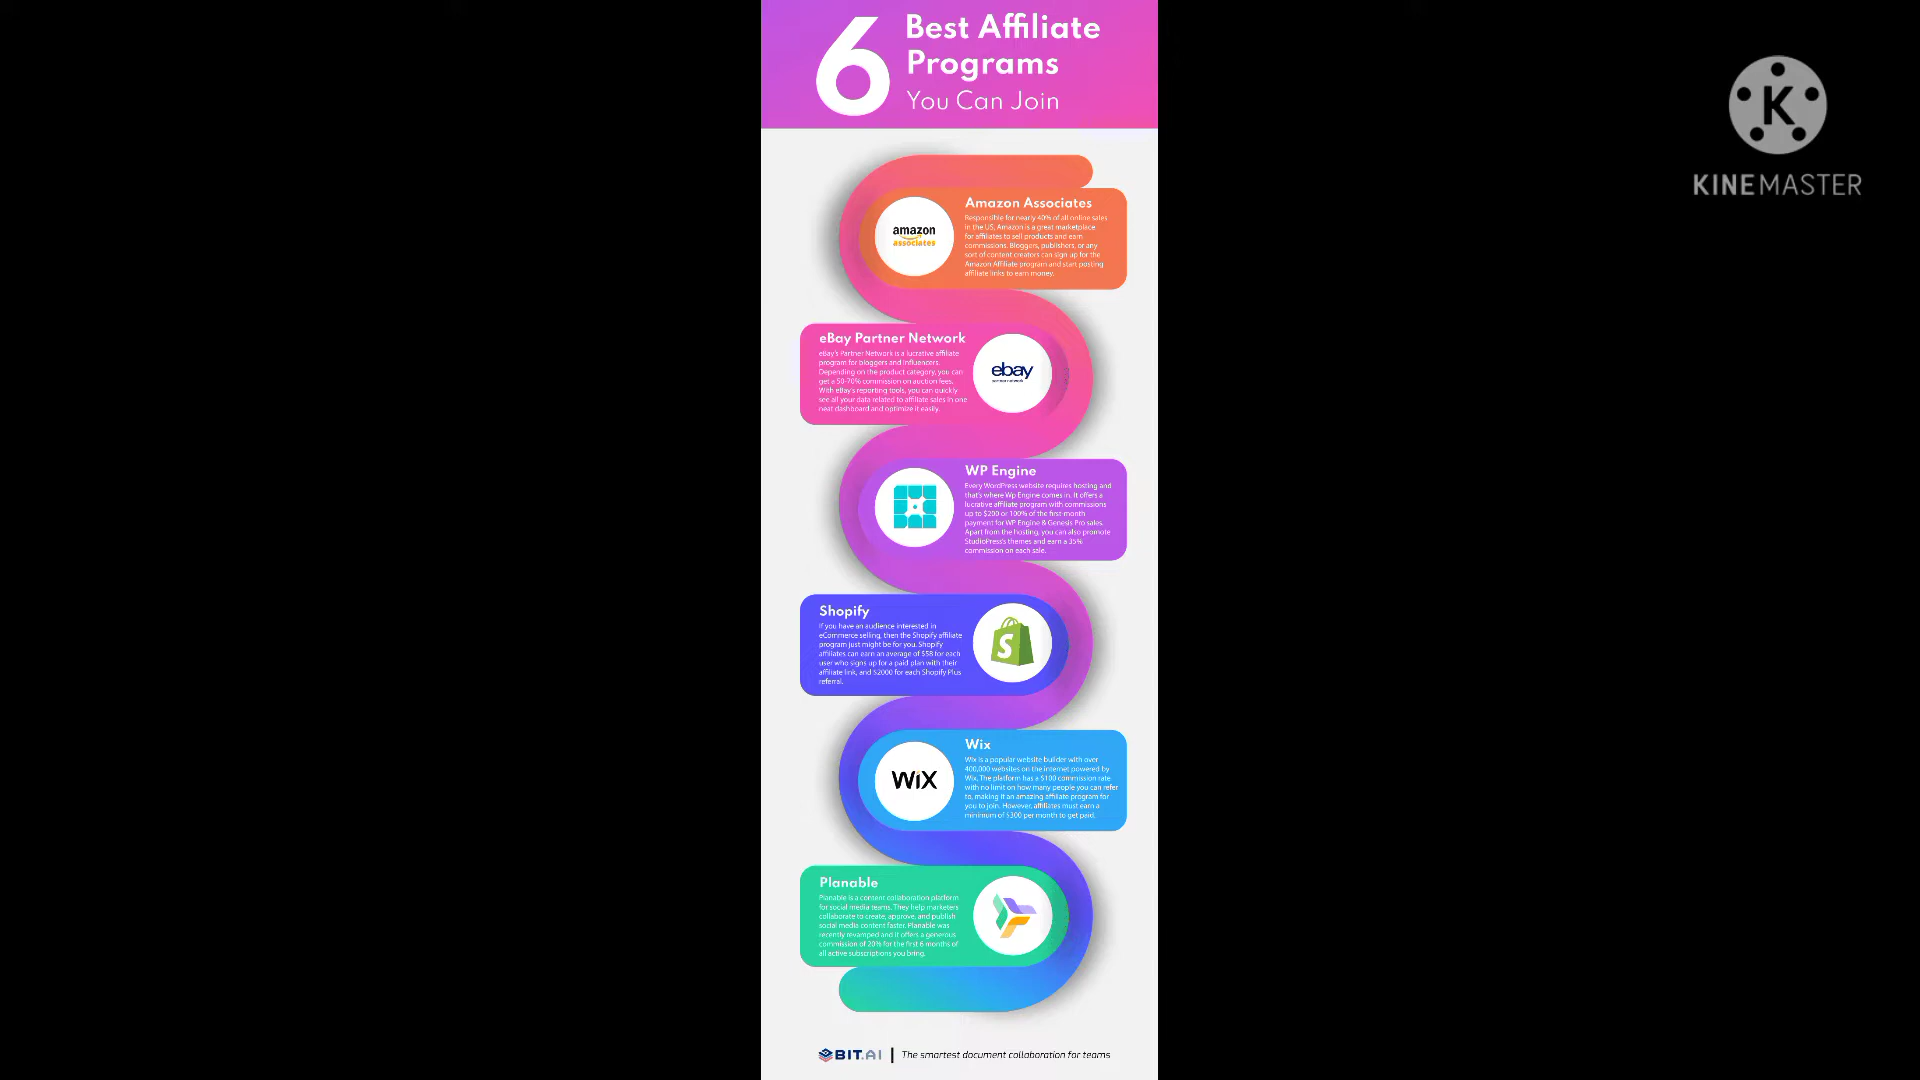 6
Best Affiliate
Programs
You Can Join
K
KINEMASTER
amazon
associates
Amazon Associates
Responsible for nearly 40% of all online sales
in the US, Amazon is a great marketplace
for affiliates to sell products and earn
commissions. Bloggers, publishers, or any
sort of content creators can sign up for the
Amazon Affiliate program and start posting
affiliate links to earn money.
eBay Partner Network
eBay's Partner Network is a lucrative affiliate
program for bloggers and influencers.
Depending on the product category, you can
get a 50-70% commission on auction fees.
With eBay's reporting tools, you can quickly
see all your data related to affiliate sales in one
neat dashboard and optimize it easily.
ebay
partner network
WP Engine
Every WordPress website requires hosting and
that's where Wp Engine comes in. It offers a
lucrative affiliate program with commissions
up to $200 or 100% of the first-month
payment for WP Engine & Genesis Pro sales.
Apart from the hosting, you can also promote
StudioPress's themes and earn a 35%
commission on each sale.
Shopify
If you have an audience interested in
eCommerce selling, then the Shopify affiliate
program just might be for you. Shopify
affiliates can earn an average of $58 for each
user who signs up for a paid plan with their
affiliate link, and $2000 for each Shopify Plus
referral.
S
WiX
Wix
Wix is a popular website builder with over
400,000 websites on the internet powered by
Wix. The platform has a $100 commission rate
with no limit on how many people you can refer
to, making it an amazing affiliate program for
you to join. However, affiliates must earn a
minimum of $300 per month to get paid.
Planable
Planable is a content collaboration platform
for social media teams. They help marketers
collaborate to create, approve, and publish
social media content faster. Planable was
recently revamped and it offers a generous
commission of 20% for the first 6 months of
all active subscriptions you bring.
BIT.AI | The smartest document collaboration for teams